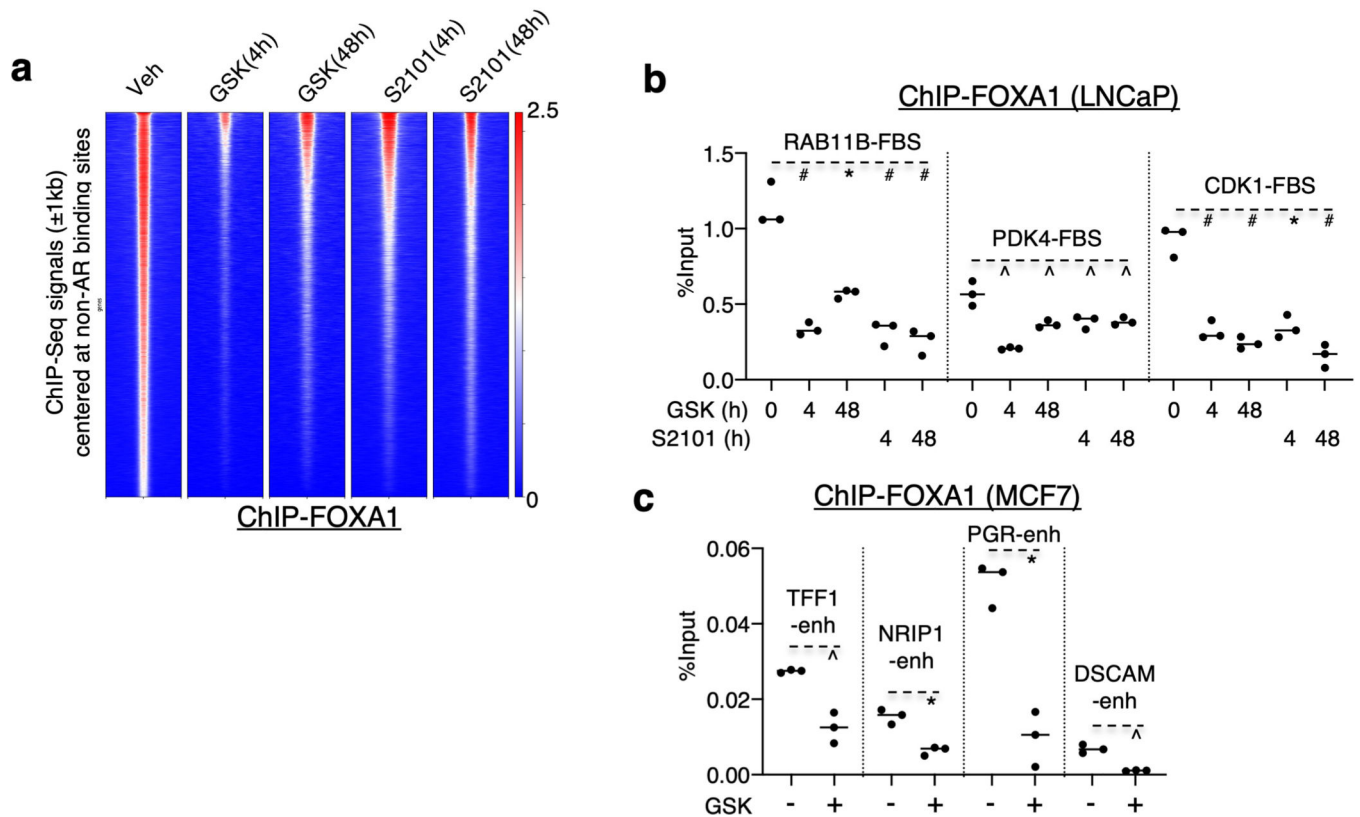 a
Veh
GSK(4h)
GSK(48h)
S2101(4h)
S2101(48h)
2.5
0
ChIP-Seq signals (±1kb)
centered at non-AR binding sites
genes
ChIP-FOXA1
b
ChIP-FOXA1 (LNCaP)
%Input
1.5
1.0
0.5
0.0
RAB11B-FBS
# * # #
PDK4-FBS
^ ^ ^ ^
CDK1-FBS
# # * #
GSK (h) 0 4 48 0 4 48 0 4 48
S2101 (h) 4 48 4 48 4 48
c
ChIP-FOXA1 (MCF7)
%Input
0.06
0.04
0.02
0.00
TFF1
-enh
^
NRIP1
-enh
*
PGR-enh
*
DSCAM
-enh
^
GSK - + - + - + - +